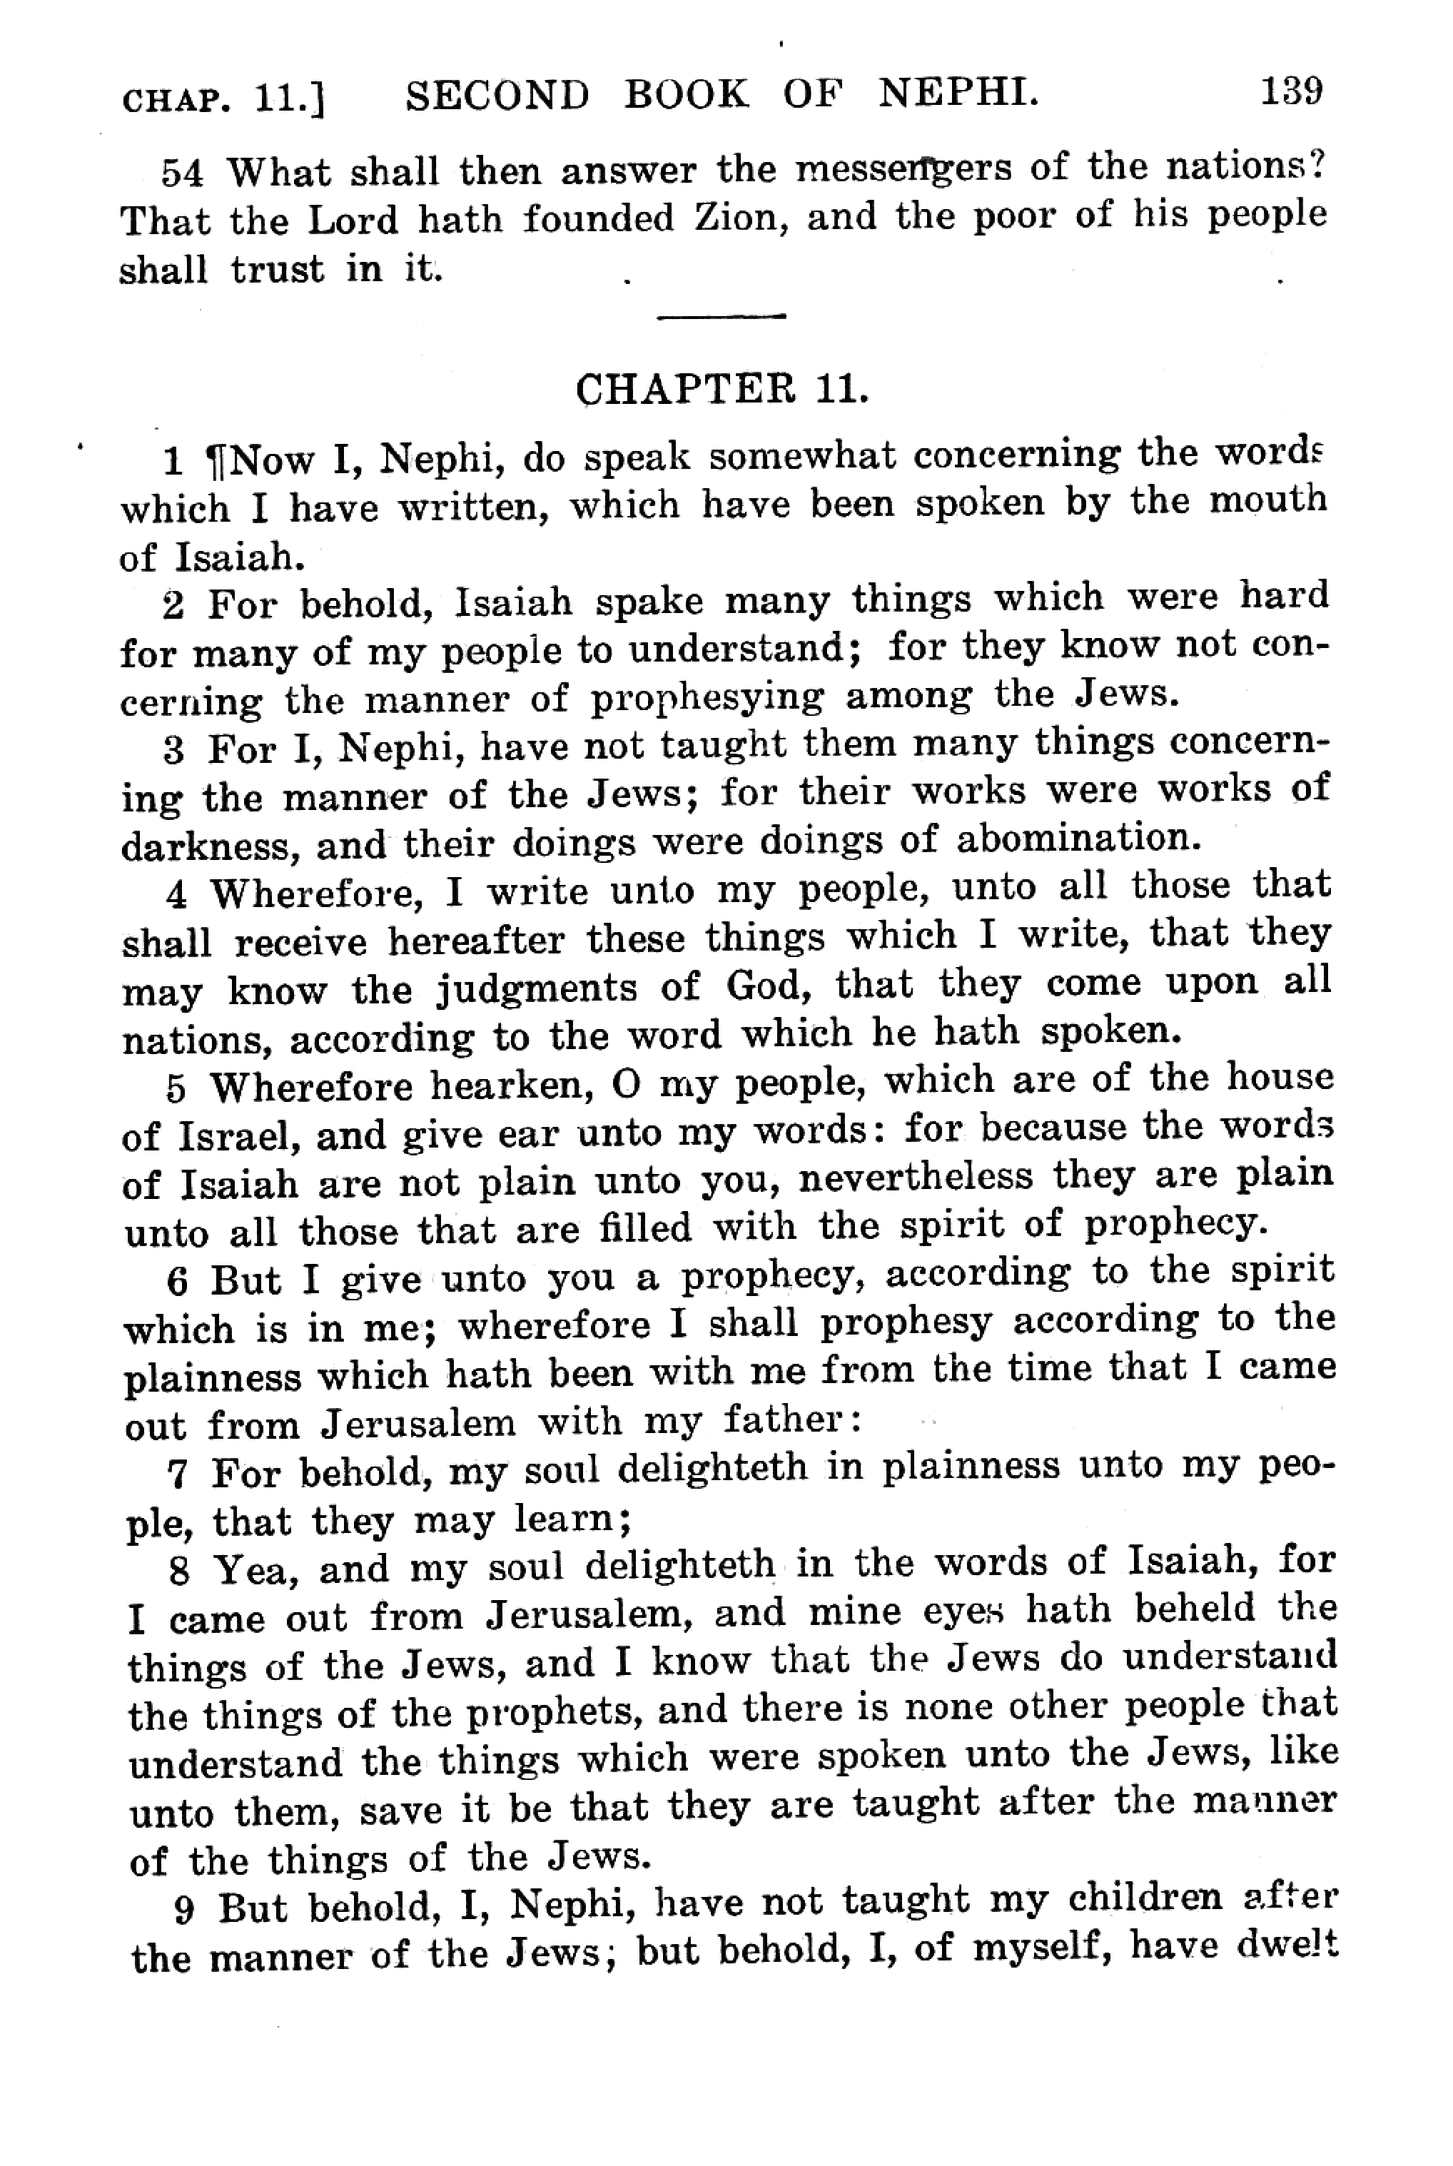 CHAP. 11.] SECOND BOOK OF NEPHI. 139
54 What shall then answer the messengers of the nations?
That the Lord hath founded Zion, and the poor of his people
shall trust in it.
CHAPTER 11.
1 ¶Now I, Nephi, do speak somewhat concerning the words
which I have written, which have been spoken by the mouth
of Isaiah.
2 For behold, Isaiah spake many things which were hard
for many of my people to understand; for they know not con-
cerning the manner of prophesying among the Jews.
3 For I, Nephi, have not taught them many things concern-
ing the manner of the Jews; for their works were works of
darkness, and their doings were doings of abomination.
4 Wherefore, I write unto my people, unto all those that
shall receive hereafter these things which I write, that they
may know the judgments of God, that they come upon all
nations, according to the word which he hath spoken.
5 Wherefore hearken, O my people, which are of the house
of Israel, and give ear unto my words: for because the words
of Isaiah are not plain unto you, nevertheless they are plain
unto all those that are filled with the spirit of prophecy.
6 But I give unto you a prophecy, according to the spirit
which is in me; wherefore I shall prophesy according to the
plainness which hath been with me from the time that I came
out from Jerusalem with my father:
7 For behold, my soul delighteth in plainness unto my peo-
ple, that they may learn;
8 Yea, and my soul delighteth in the words of Isaiah, for
I came out from Jerusalem, and mine eyes hath beheld the
things of the Jews, and I know that the Jews do understand
the things of the prophets, and there is none other people that
understand the things which were spoken unto the Jews, like
unto them, save it be that they are taught after the manner
of the things of the Jews.
9 But behold, I, Nephi, have not taught my children after
the manner of the Jews; but behold, I, of myself, have dwelt